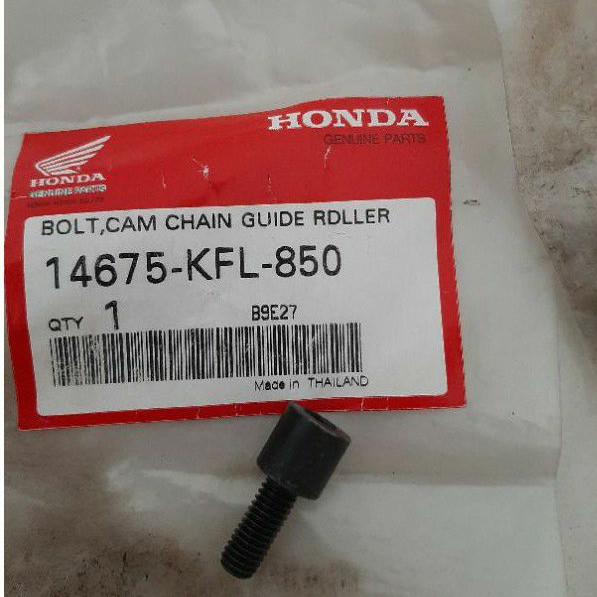 HONDA
GENUINE PARTS
HONDA
GENUINE PARTS
BOLT,CAM CHAIN GUIDE RDLLER
14675-KFL-850
QTY 1 B9E27
Made in THAILAND